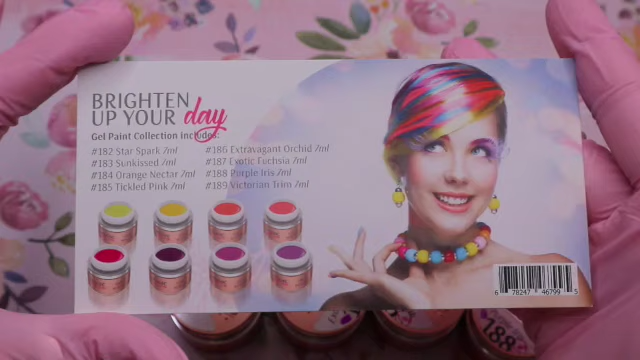 BRIGHTEN
UP YOUR day
Gel Paint Collection includes:
#182 Star Spark 7ml
#183 Sunkissed 7ml
#184 Orange Nectar 7ml
#185 Tickled Pink 7ml
#186 Extravagant Orchid 7ml
#187 Exotic Fuchsia 7ml
#188 Purple Iris 7ml
#189 Victorian Trim 7ml
6 78247 46799 5
188